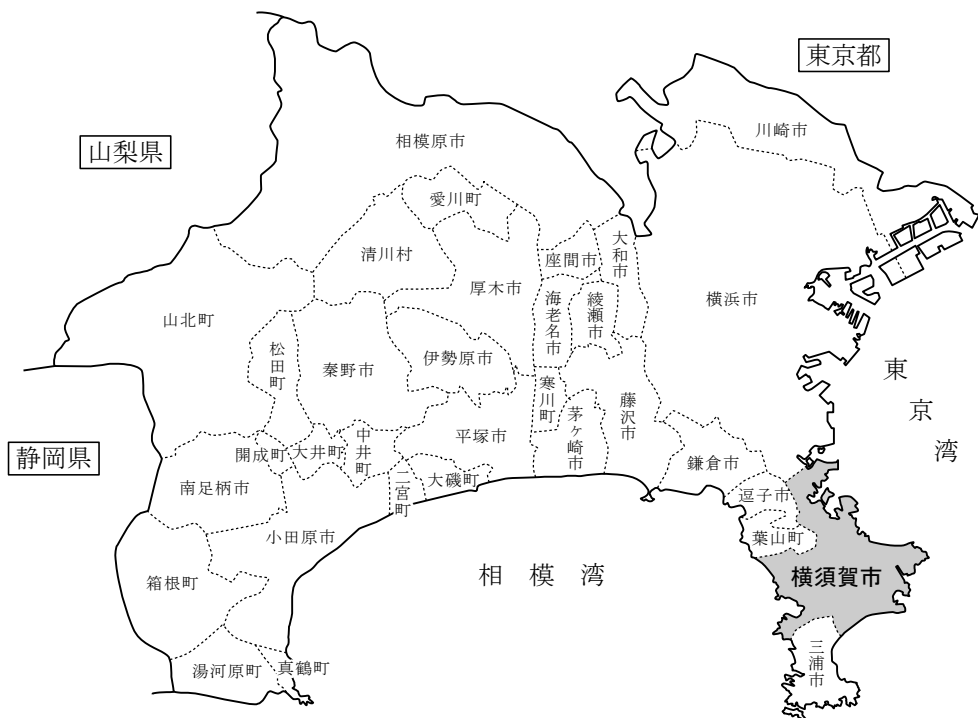 東京都
川崎市
山梨県
相模原市
愛川町
清川村
座間市
大和市
厚木市
海老名市
綾瀬市
横浜市
山北町
松田町
秦野市
伊勢原市
寒川町
茅ヶ崎市
藤沢市
東京湾
静岡県
開成町
大井町
中井町
平塚市
鎌倉市
南足柄市
二宮町
大磯町
逗子市
小田原市
葉山町
箱根町
相模湾
横須賀市
湯河原町
真鶴町
三浦市